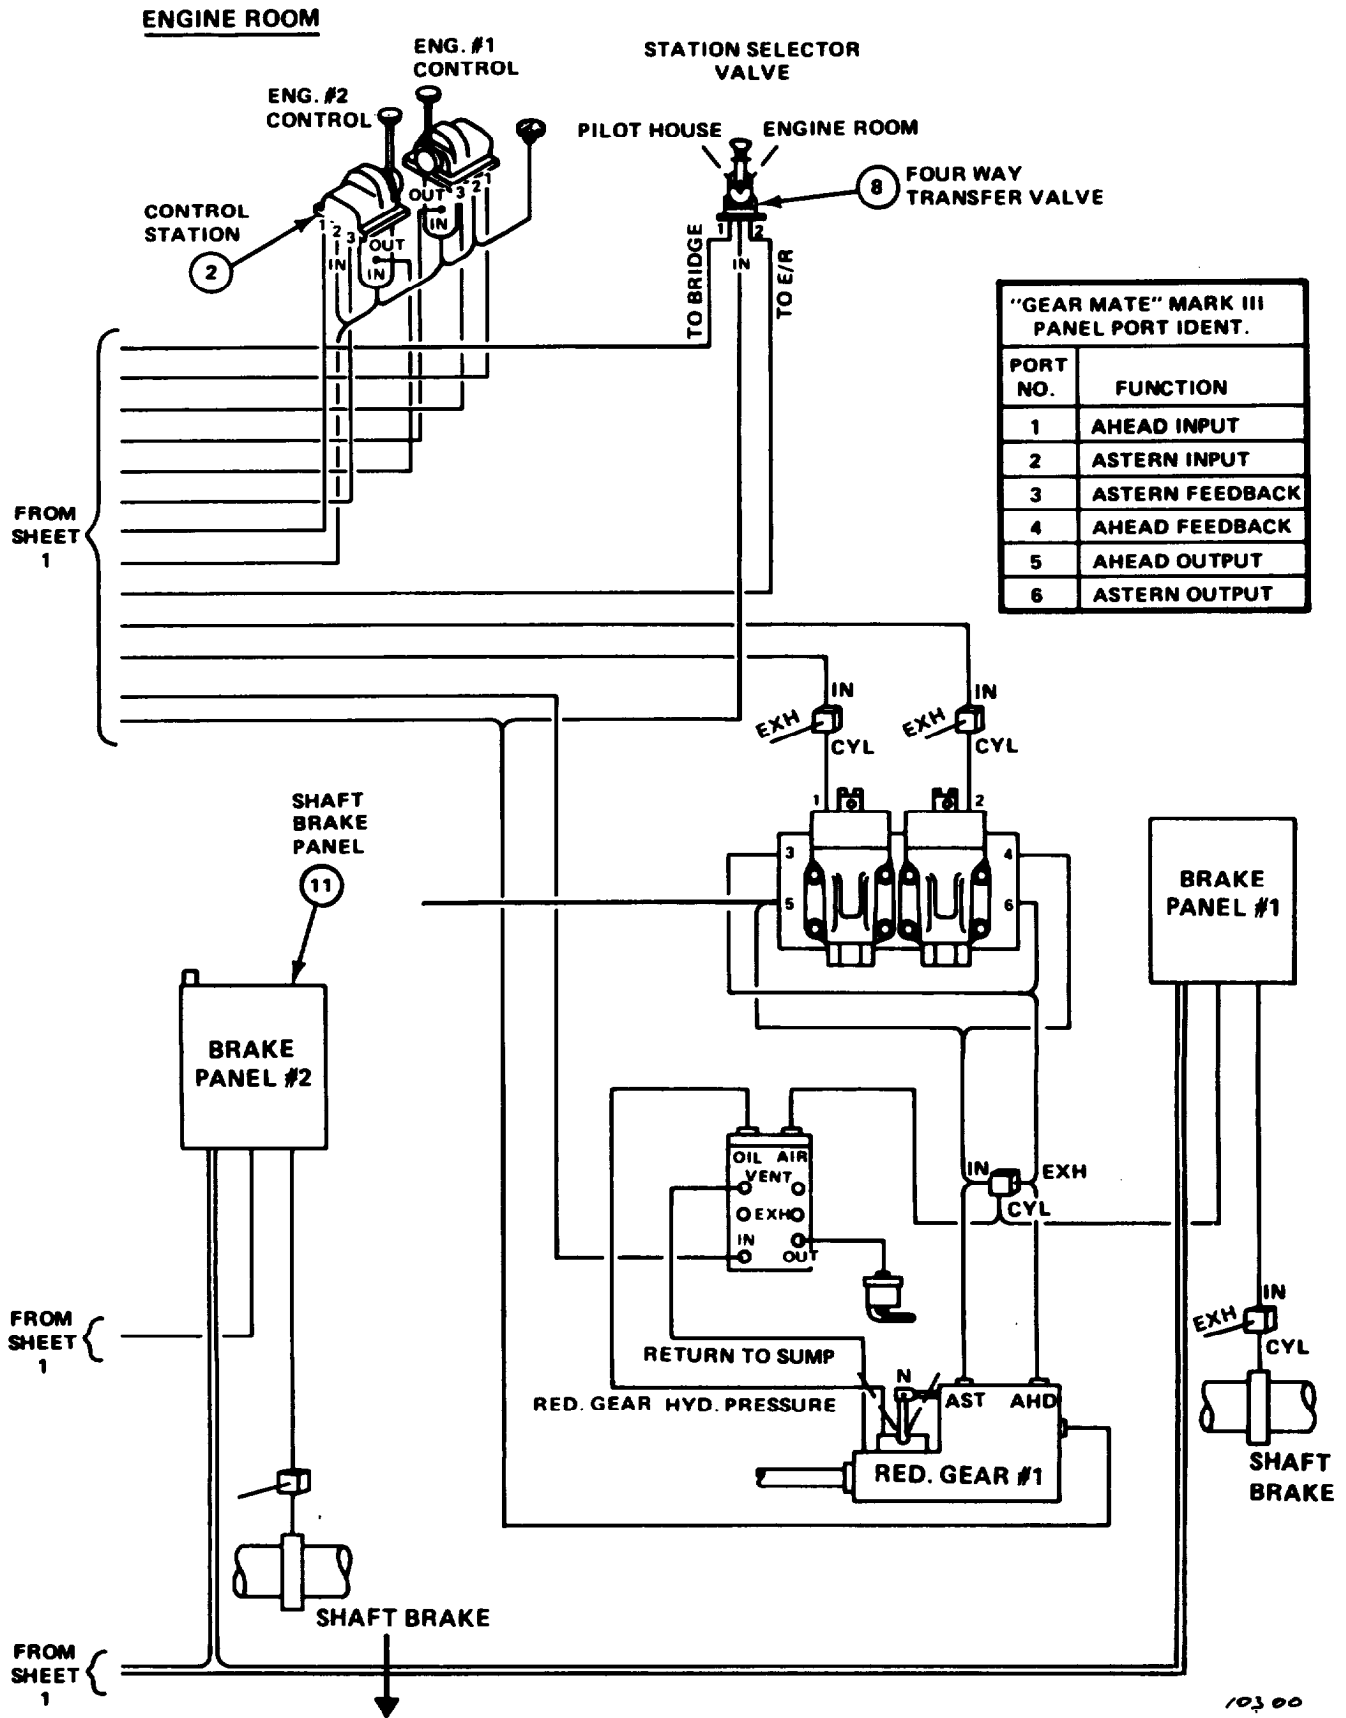 ENGINE ROOM
ENG. #1
CONTROL
ENG. #2
CONTROL
STATION SELECTOR
VALVE
PILOT HOUSE
ENGINE ROOM
8
FOUR WAY
TRANSFER VALVE
CONTROL
STATION
2
OUT
3
2
1
IN
1
2
3
OUT
IN
IN
1
2
IN
TO BRIDGE
TO E/R
"GEAR MATE" MARK III
PANEL PORT IDENT.
PORT
NO.
FUNCTION
1 AHEAD INPUT
2 ASTERN INPUT
3 ASTERN FEEDBACK
4 AHEAD FEEDBACK
5 AHEAD OUTPUT
6 ASTERN OUTPUT
FROM
SHEET
1
IN
EXH
CYL
IN
EXH
CYL
1
2
3
4
5
6
SHAFT
BRAKE
PANEL
11
BRAKE
PANEL #1
BRAKE
PANEL #2
OIL AIR
VENT
EXH
IN
OUT
IN
EXH
CYL
FROM
SHEET
1
RETURN TO SUMP
RED. GEAR HYD. PRESSURE
N
AST
AHD
RED. GEAR #1
IN
EXH
CYL
SHAFT
BRAKE
SHAFT BRAKE
FROM
SHEET
1
10300